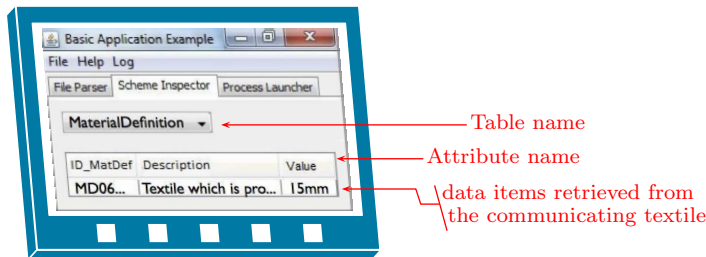 Basic Application Example
File Help Log
File Parser Scheme Inspector Process Launcher
MaterialDefinition
Table name
ID_MatDef Description Value
Attribute name
MD06... Textile which is pro... 15mm
data items retrieved from
the communicating textile